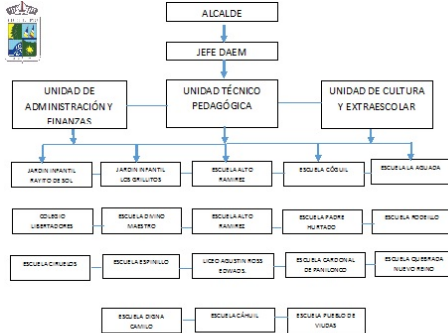 ALCALDE
JEFE DAEM
UNIDAD DE
ADMINISTRACIÓN Y
FINANZAS
UNIDAD TÉCNICO
PEDAGÓGICA
UNIDAD DE CULTURA
Y EXTRAESCOLAR
JARDIN INFANTIL
RAYITO DE SOL
JARDIN INFANTIL
LOS GRILLITOS
ESCUELA ALTO
RAMIREZ
ESCUELA CÓQUIL
ESCUELA LA AGUADA
COLEGIO
LIBERTADORES
ESCUELA DIVINO
MAESTRO
ESCUELA ALTO
RAMIREZ
ESCUELA PADRE
HURTADO
ESCUELA RODEILLO
ESCUELA CIRUELOS
ESCUELA ESPINILLO
LICEO AGUSTIN ROSS
EDWADS.
ESCUELA CARDONAL
DE PANILONCO
ESCUELA QUEBRADA
NUEVO REINO
ESCUELA DIGNA
CAMILO
ESCUELA CÁHUIL
ESCUELA PUEBLO DE
VIUDAS